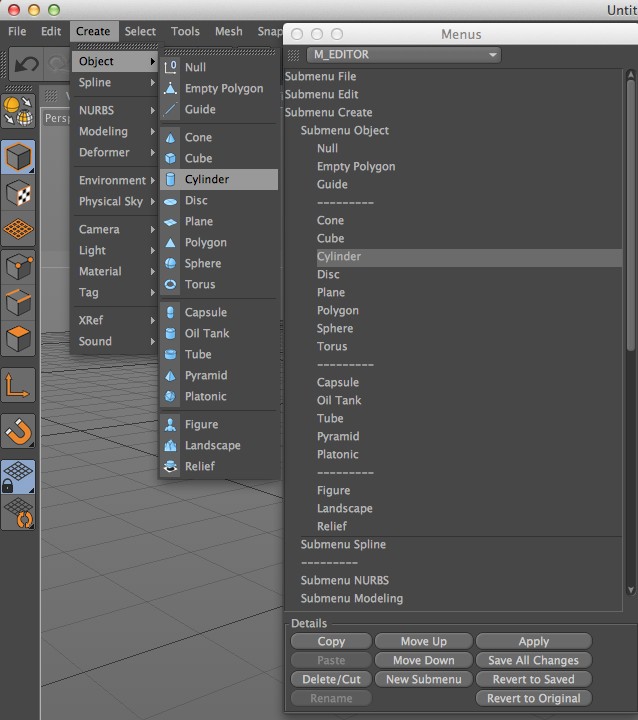 Untit
File Edit Create Select Tools Mesh Snap
Object
Spline
NURBS
Modeling
Deformer
Environment
Physical Sky
Camera
Light
Material
Tag
XRef
Sound
Null
Empty Polygon
Guide
Cone
Cube
Cylinder
Disc
Plane
Polygon
Sphere
Torus
Capsule
Oil Tank
Tube
Pyramid
Platonic
Figure
Landscape
Relief
Persp
Menus
M_EDITOR
Submenu File
Submenu Edit
Submenu Create
Submenu Object
Null
Empty Polygon
Guide
---------
Cone
Cube
Cylinder
Disc
Plane
Polygon
Sphere
Torus
---------
Capsule
Oil Tank
Tube
Pyramid
Platonic
---------
Figure
Landscape
Relief
Submenu Spline
---------
Submenu NURBS
Submenu Modeling
Details
Copy Move Up Apply
Paste Move Down Save All Changes
Delete/Cut New Submenu Revert to Saved
Rename Revert to Original